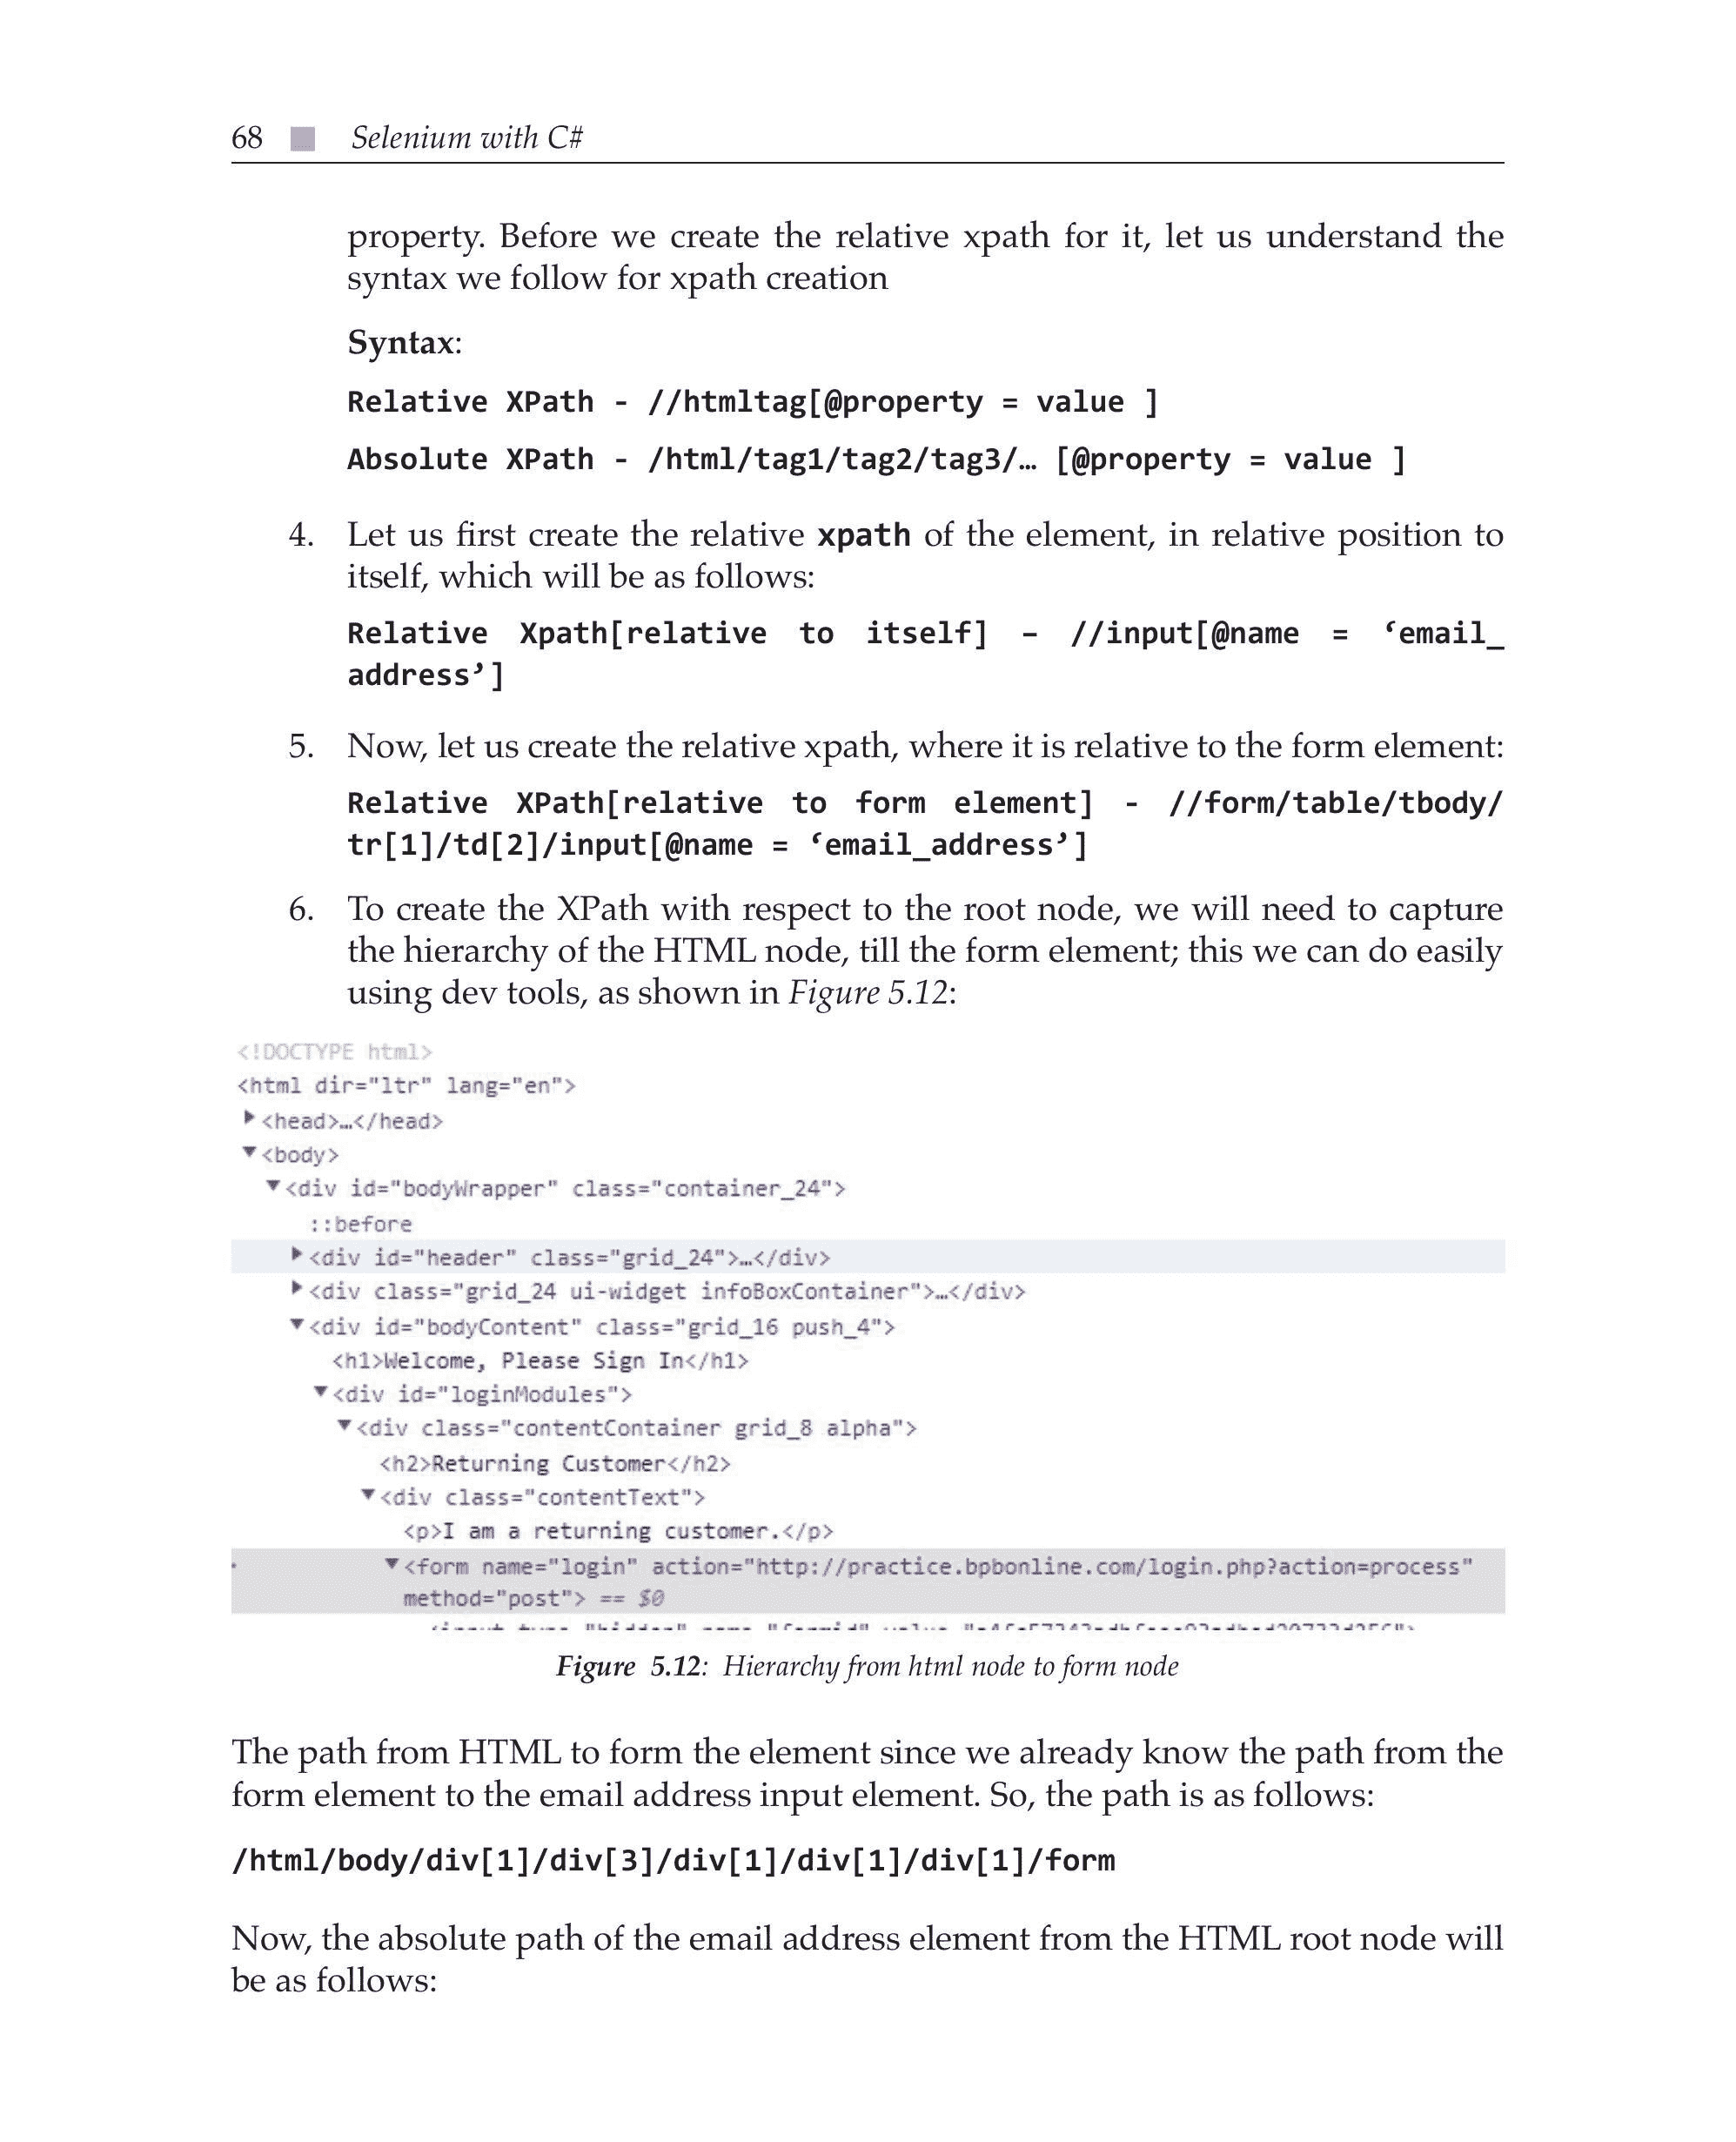 68 Selenium with C#
property. Before we create the relative xpath for it, let us understand the
syntax we follow for xpath creation
Syntax:
Relative XPath - //htmltag[@property = value ]
Absolute XPath - /html/tag1/tag2/tag3/… [@property = value ]
4. Let us first create the relative xpath of the element, in relative position to
itself, which will be as follows:
Relative Xpath[relative to itself] – //input[@name = ‘email_
address’]
5. Now, let us create the relative xpath, where it is relative to the form element:
Relative XPath[relative to form element] - //form/table/tbody/
tr[1]/td[2]/input[@name = ‘email_address’]
6. To create the XPath with respect to the root node, we will need to capture
the hierarchy of the HTML node, till the form element; this we can do easily
using dev tools, as shown in Figure 5.12:
<!DOCTYPE html>
<html dir="ltr" lang="en">
<head>…</head>
<body>
<div id="bodyWrapper" class="container_24">
::before
<div id="header" class="grid_24">…</div>
<div class="grid_24 ui-widget infoBoxContainer">…</div>
<div id="bodyContent" class="grid_16 push_4">
<h1>Welcome, Please Sign In</h1>
<div id="loginModules">
<div class="contentContainer grid_8 alpha">
<h2>Returning Customer</h2>
<div class="contentText">
<p>I am a returning customer.</p>
<form name="login" action="http://practice.bpbonline.com/login.php?action=process"
method="post"> == $0
Figure 5.12: Hierarchy from html node to form node
The path from HTML to form the element since we already know the path from the
form element to the email address input element. So, the path is as follows:
/html/body/div[1]/div[3]/div[1]/div[1]/div[1]/form
Now, the absolute path of the email address element from the HTML root node will
be as follows: